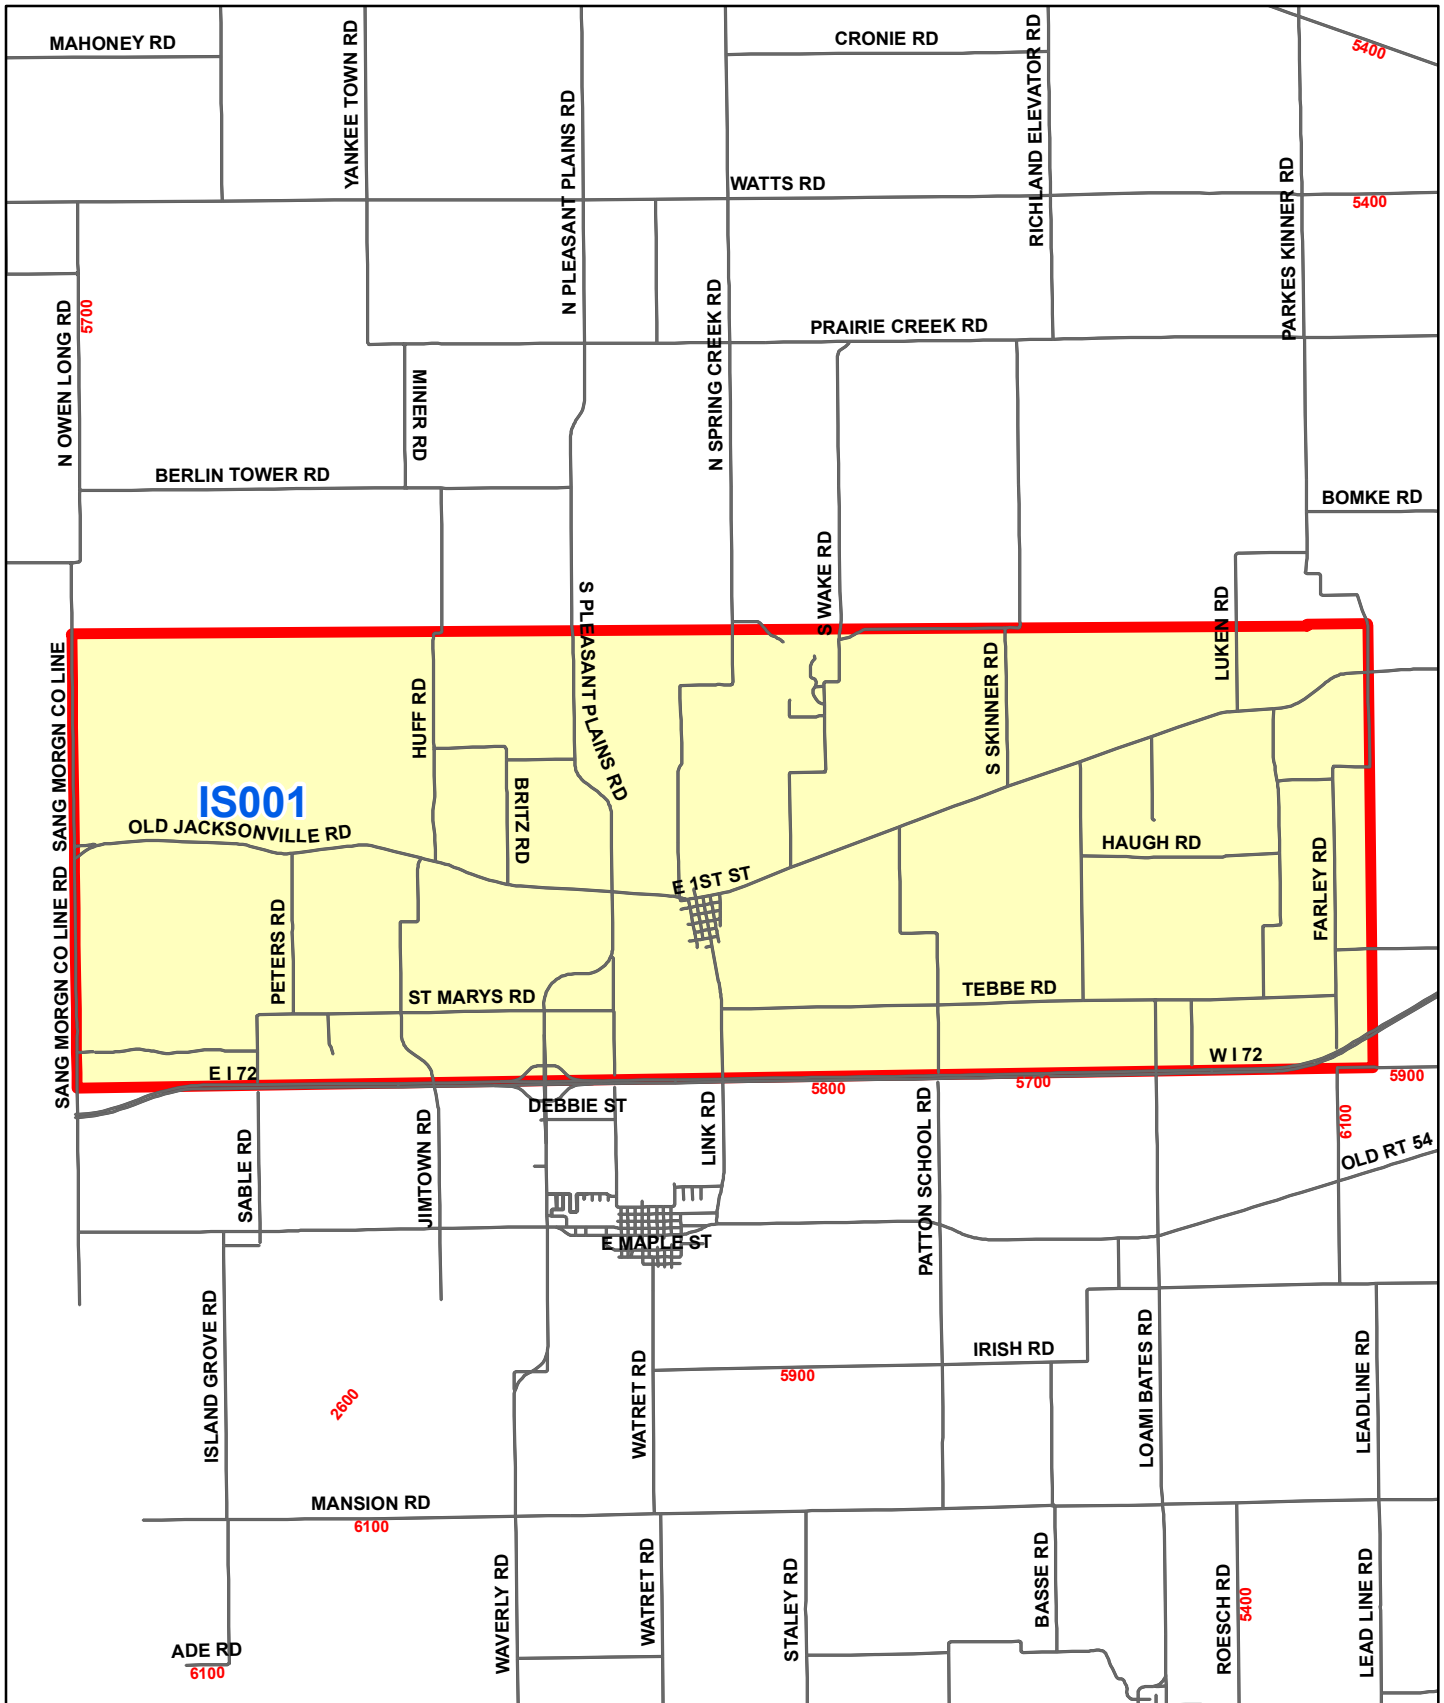 MAHONEY RD
YANKEE TOWN RD
N PLEASANT PLAINS RD
CRONIE RD
RICHLAND ELEVATOR RD
5400
WATTS RD
PARKES KINNER RD
5400
N OWEN LONG RD
5700
N SPRING CREEK RD
PRAIRIE CREEK RD
MINER RD
BERLIN TOWER RD
BOMKE RD
S WAKE RD
S PLEASANT PLAINS RD
LUKEN RD
SANG MORGN CO LINE
HUFF RD
S SKINNER RD
IS001
OLD JACKSONVILLE RD
BRITZ RD
HAUGH RD
E 1ST ST
FARLEY RD
SANG MORGN CO LINE RD
PETERS RD
ST MARYS RD
TEBBE RD
E I 72
W I 72
5800
5700
5900
DEBBIE ST
LINK RD
6100
SABLE RD
JIMTOWN RD
PATTON SCHOOL RD
OLD RT 54
E MAPLE ST
ISLAND GROVE RD
WATRET RD
IRISH RD
5900
LOAMI BATES RD
LEADLINE RD
2600
MANSION RD
6100
WAVERLY RD
WATRET RD
STALEY RD
BASSE RD
ROESCH RD
5400
LEAD LINE RD
ADE RD
6100